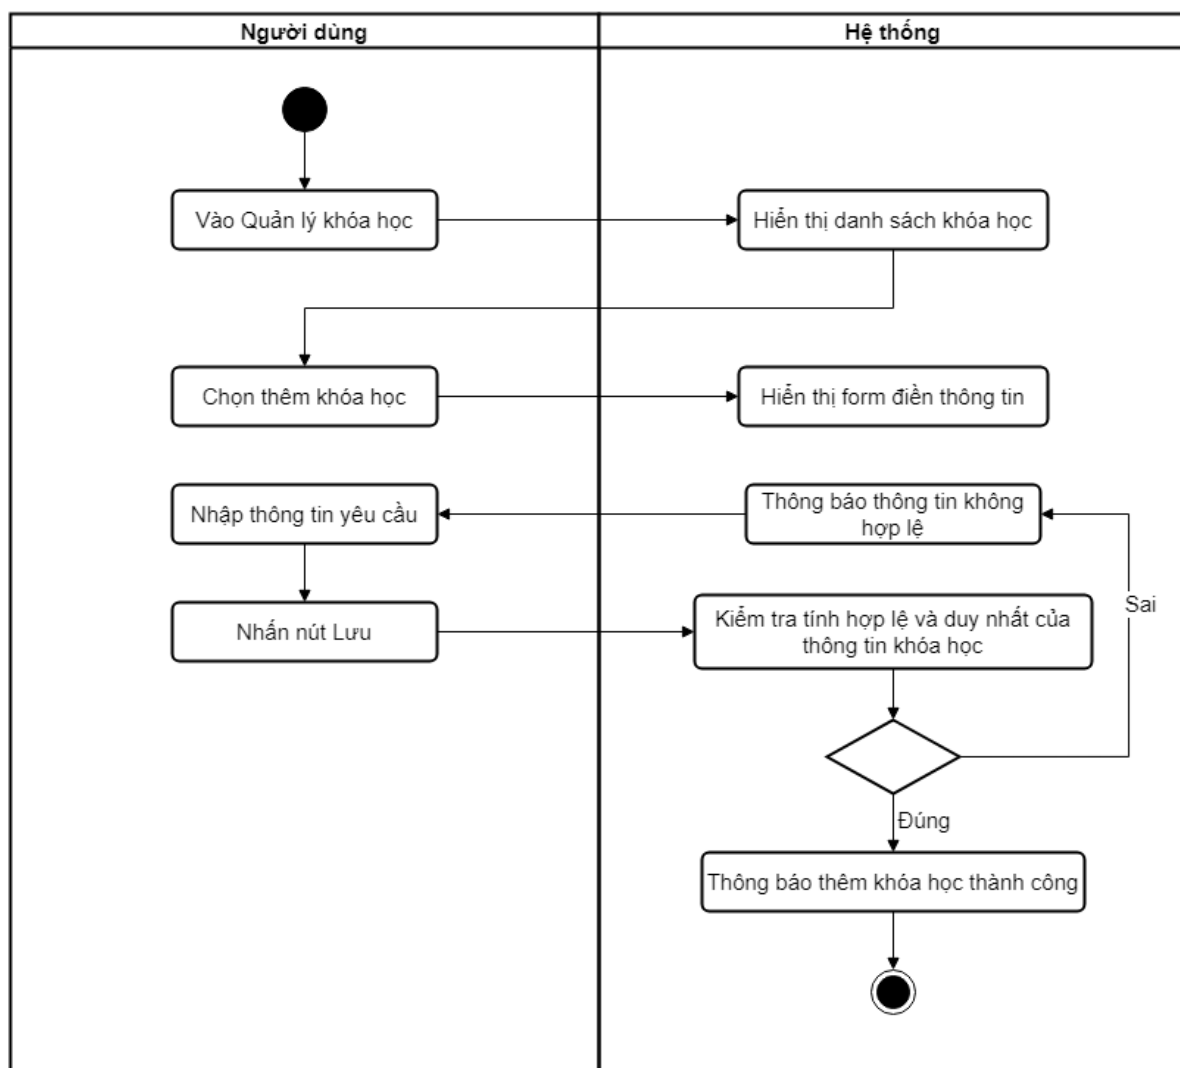 Người dùng
Hệ thống
Vào Quản lý khóa học
Hiển thị danh sách khóa học
Chọn thêm khóa học
Hiển thị form điền thông tin
Nhập thông tin yêu cầu
Thông báo thông tin không
hợp lệ
Sai
Nhấn nút Lưu
Kiểm tra tính hợp lệ và duy nhất của
thông tin khóa học
Đúng
Thông báo thêm khóa học thành công